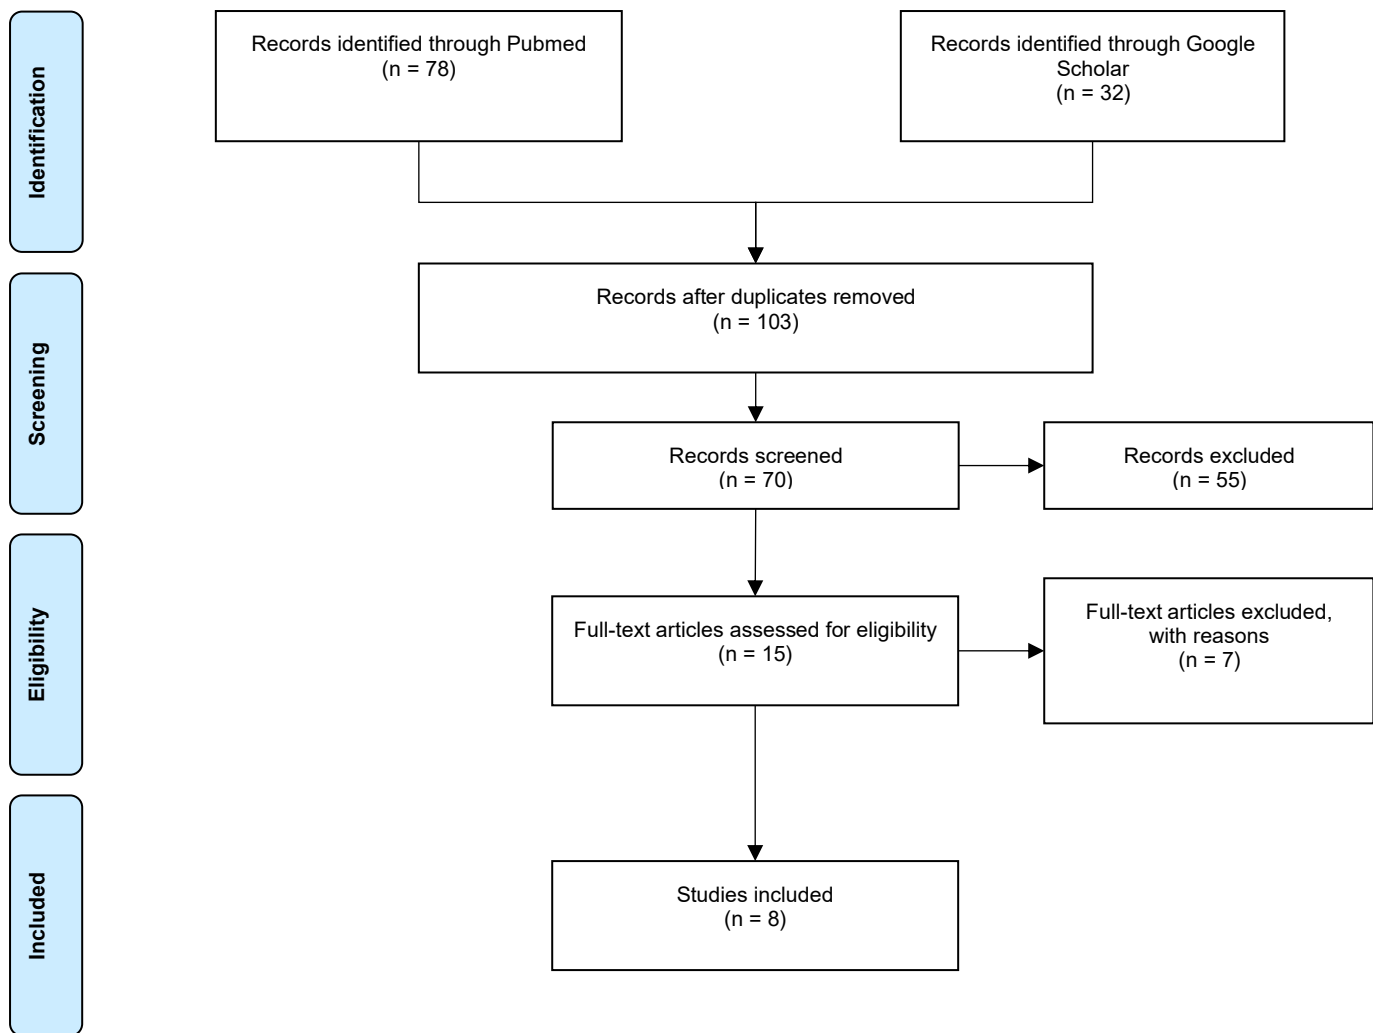 Identification
Records identified through Pubmed
(n = 78)
Records identified through Google
Scholar
(n = 32)
Screening
Records after duplicates removed
(n = 103)
Records screened
(n = 70)
Records excluded
(n = 55)
Eligibility
Full-text articles assessed for eligibility
(n = 15)
Full-text articles excluded,
with reasons
(n = 7)
Included
Studies included
(n = 8)